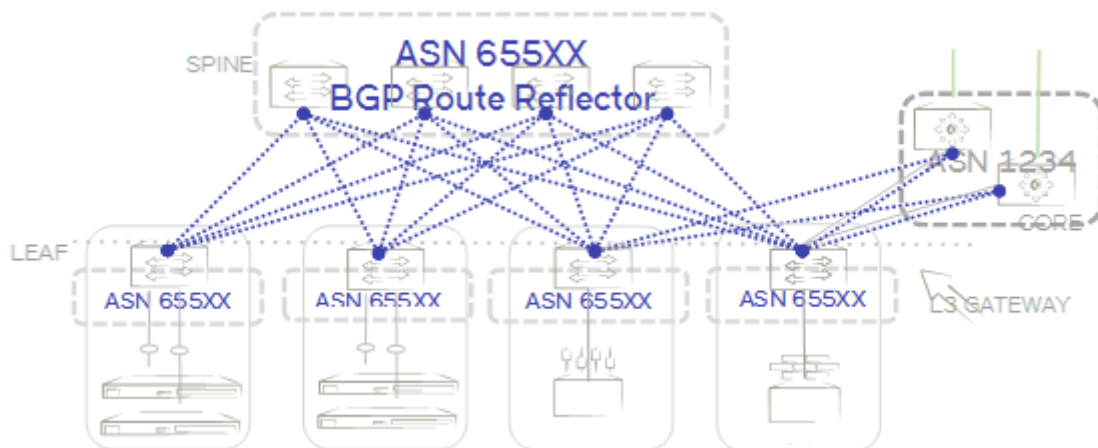 ASN 655XX
SPINE
BGP Route Reflector
ASN 1234
CORE
LEAF
ASN 655XX
ASN 655XX
ASN 655XX
ASN 655XX
L3 GATEWAY